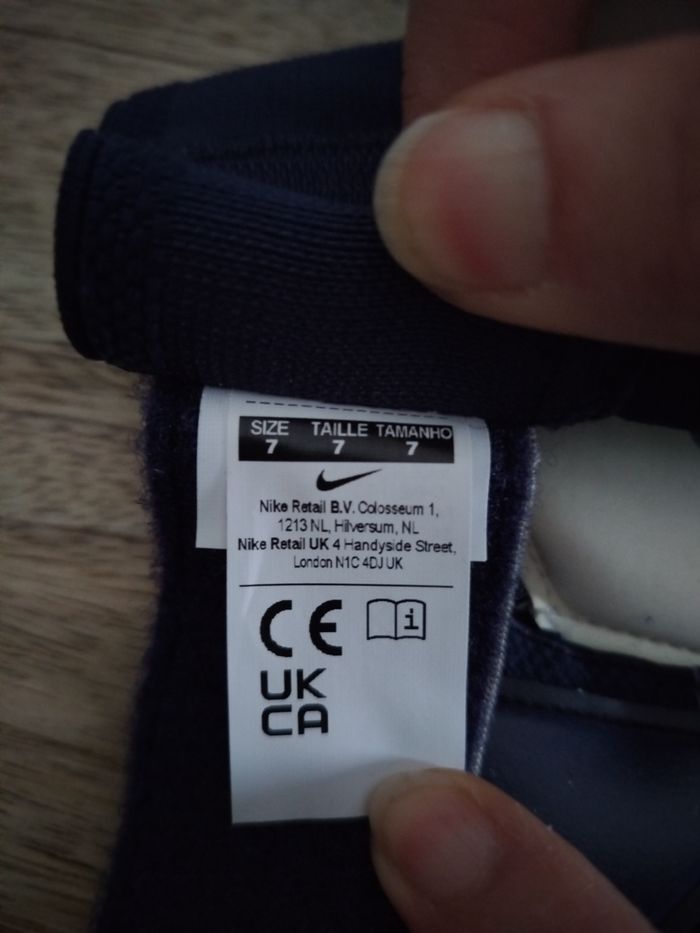 SIZE TAILLE TAMANHO
7 7 7
Nike Retail B.V. Colosseum 1,
1213 NL, Hilversum, NL
Nike Retail UK 4 Handyside Street,
London N1C 4DJ UK
CE i
UK
CA